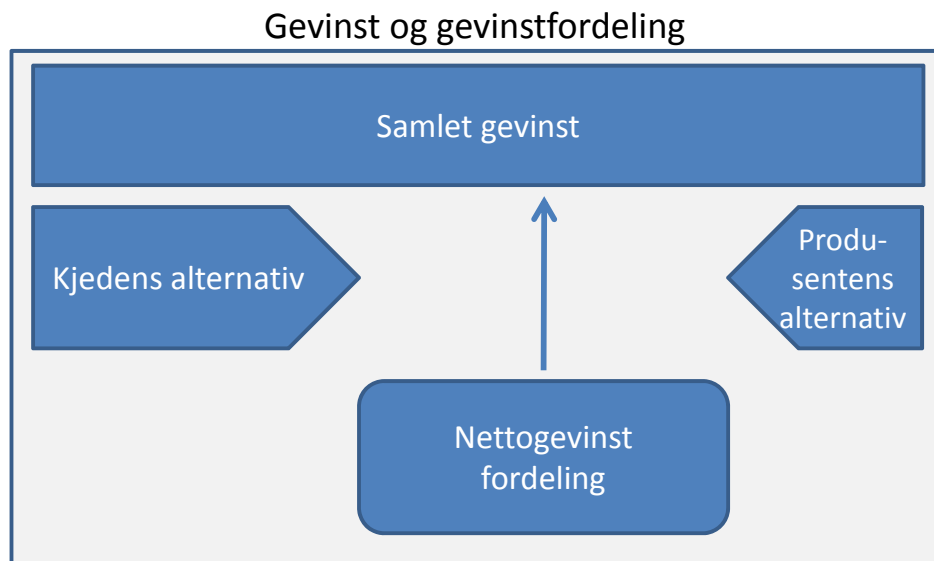 Gevinst og gevinstfordeling
Samlet gevinst
Kjedens alternativ
Produ-
sentens
alternativ
Nettogevinst
fordeling